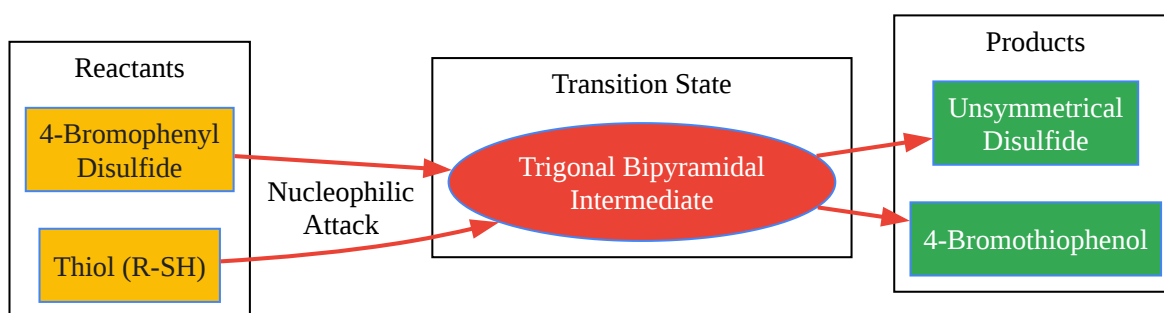 Reactants
4-Bromophenyl
Disulfide
Thiol (R-SH)
Nucleophilic
Attack
Transition State
Trigonal Bipyramidal
Intermediate
Products
Unsymmetrical
Disulfide
4-Bromothiophenol